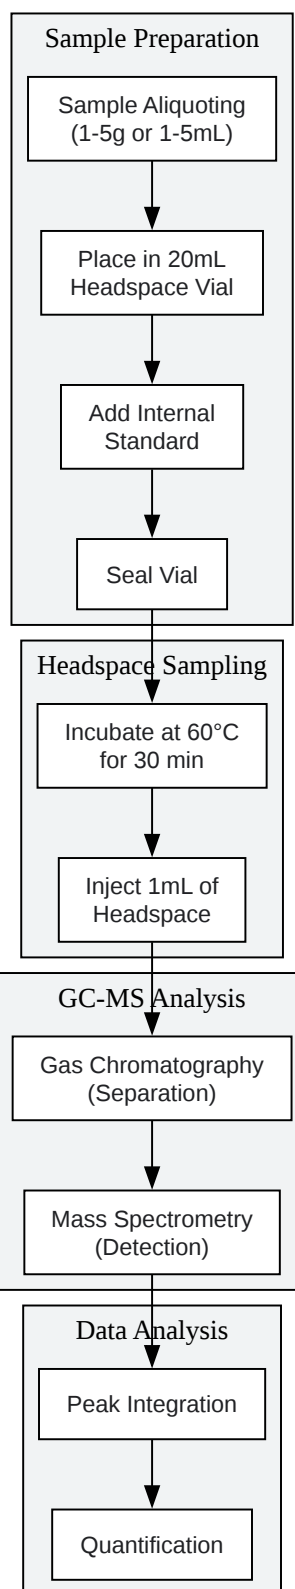 Sample Preparation
Sample Aliquoting
(1-5g or 1-5mL)
Place in 20mL
Headspace Vial
Add Internal
Standard
Seal Vial
Headspace Sampling
Incubate at 60°C
for 30 min
Inject 1mL of
Headspace
GC-MS Analysis
Gas Chromatography
(Separation)
Mass Spectrometry
(Detection)
Data Analysis
Peak Integration
Quantification